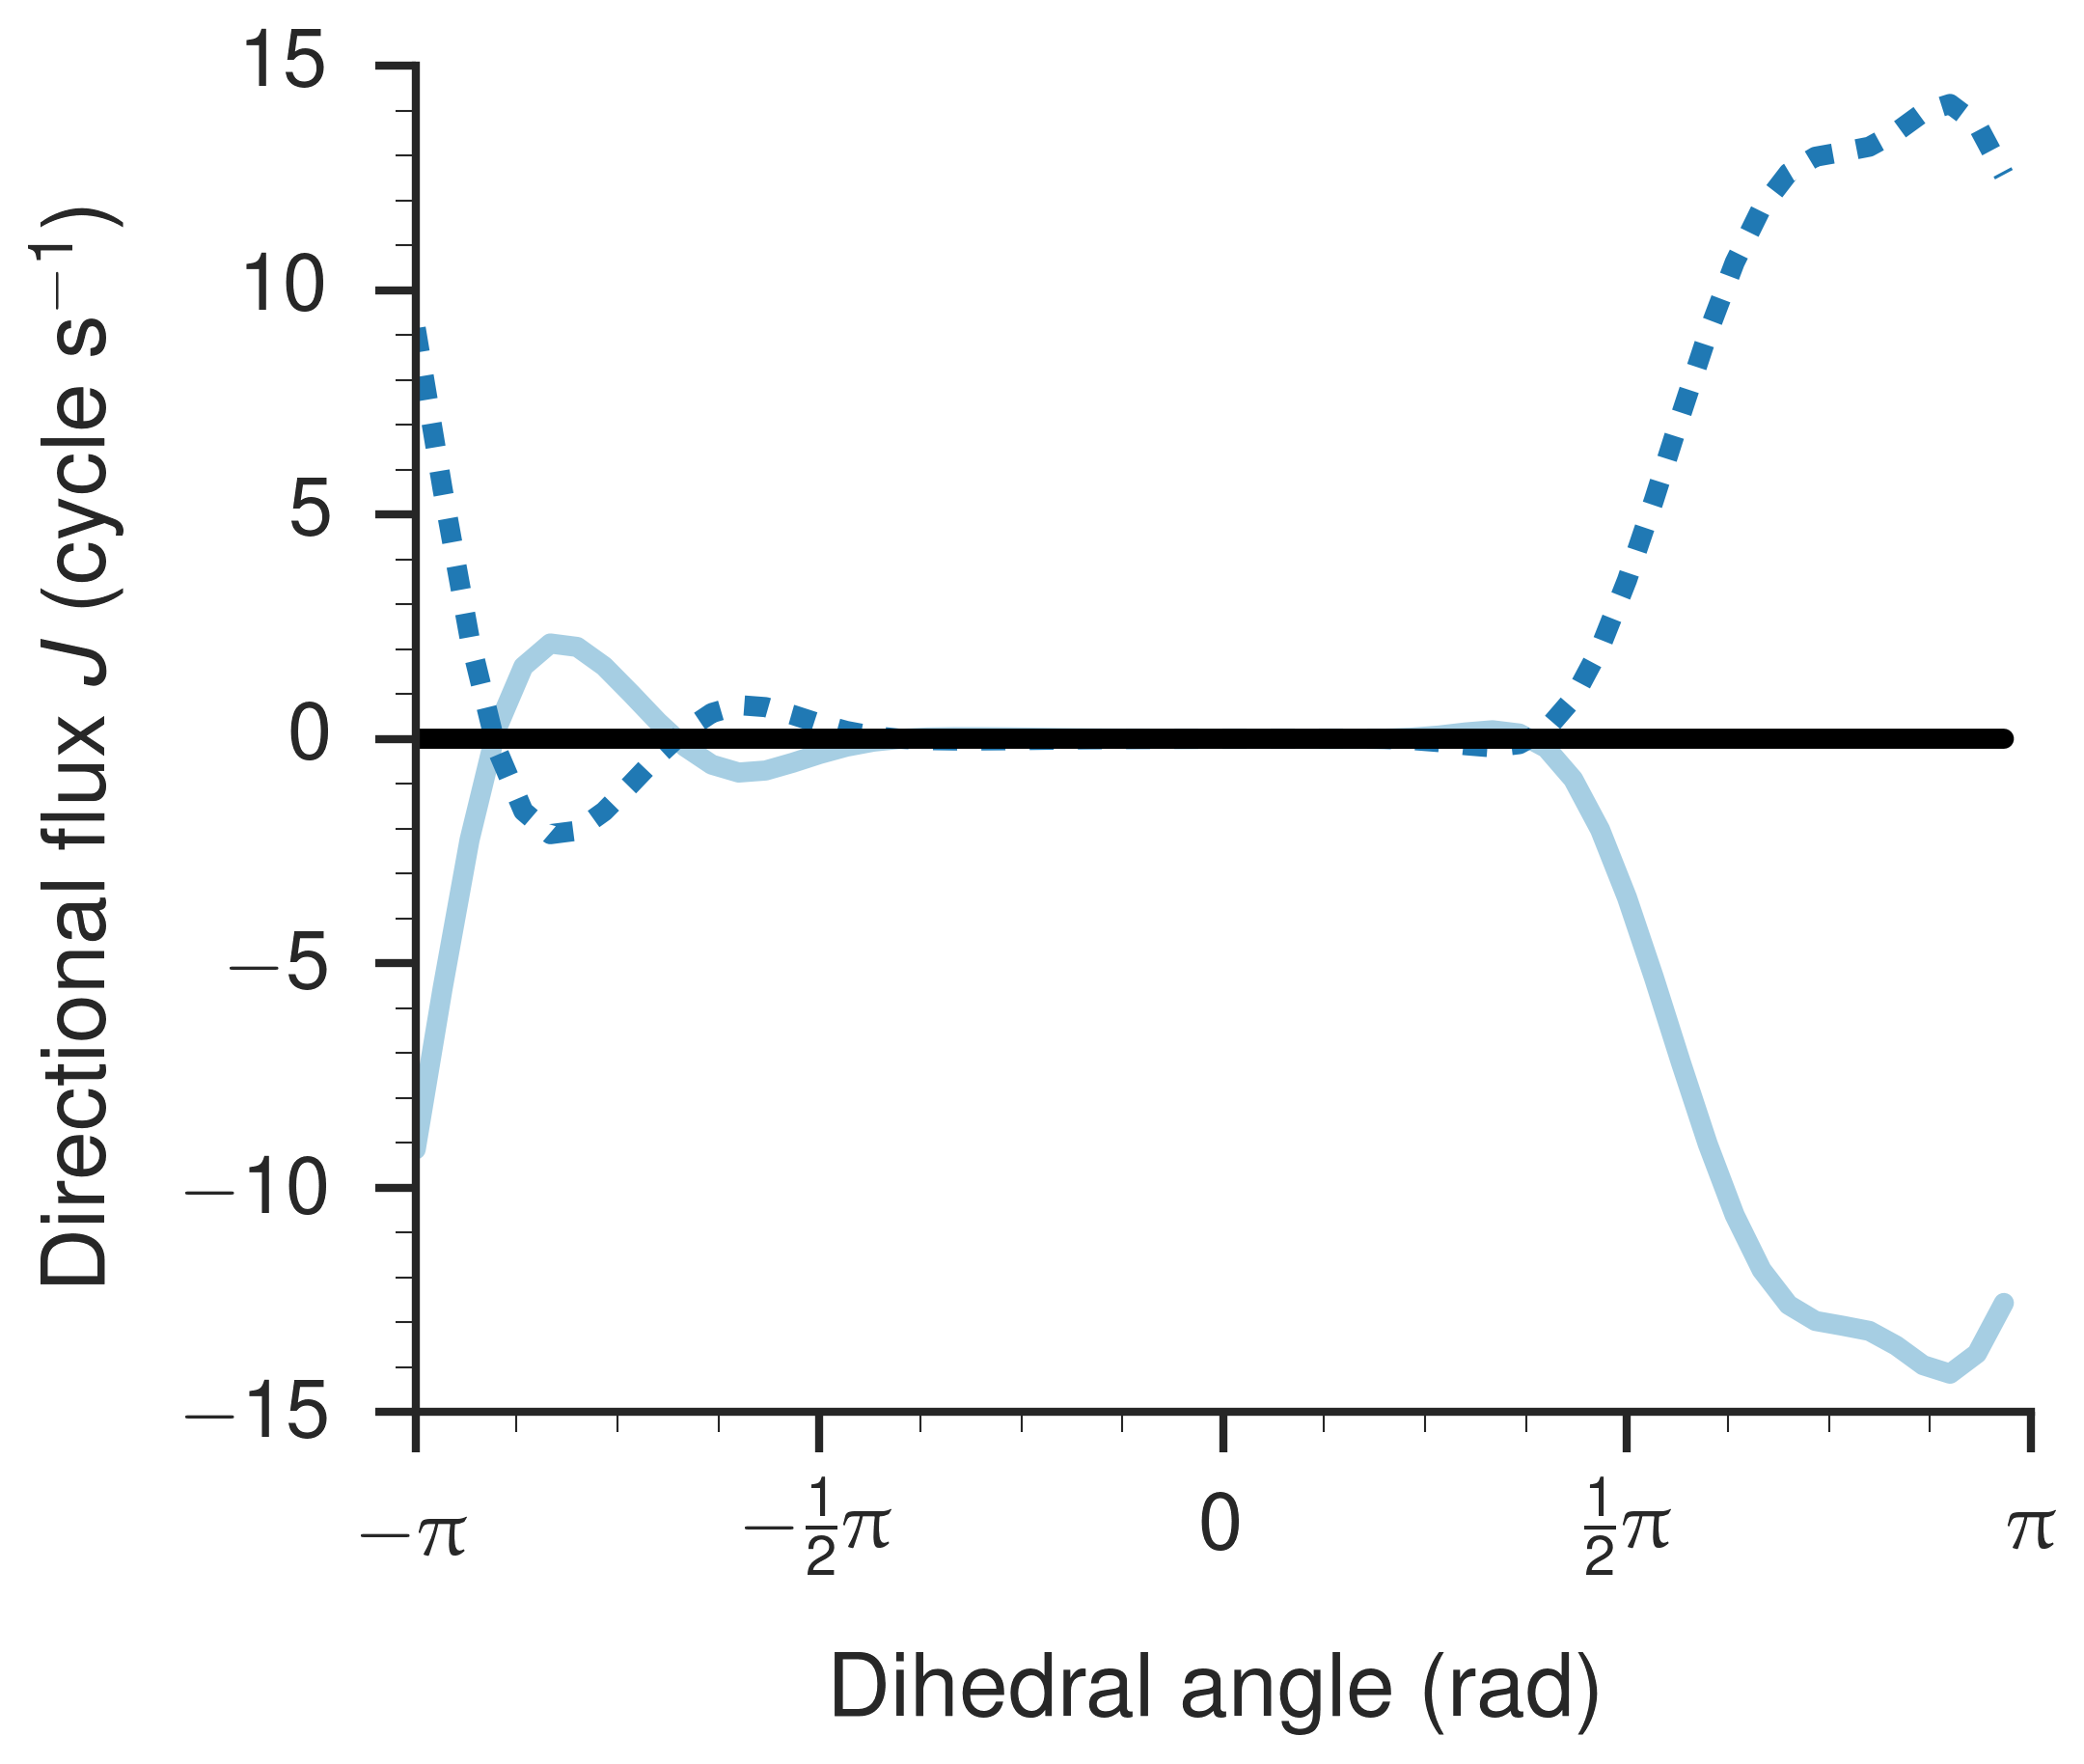 Directional flux J (cycle s⁻¹)
15
10
5
0
−5
−10
−15
−π
−½π
0
½π
π
Dihedral angle (rad)